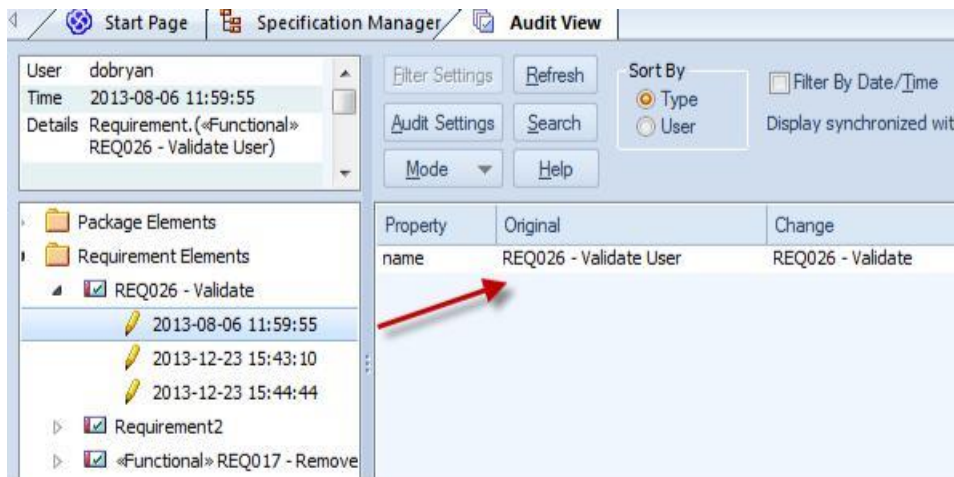 Start Page
Specification Manager
Audit View
User dobryan
Time 2013-08-06 11:59:55
Details Requirement.(«Functional»
REQ026 - Validate User)
Filter Settings
Refresh
Audit Settings
Search
Mode
Help
Sort By
Type
User
Filter By Date/Time
Display synchronized wit
Package Elements
Requirement Elements
REQ026 - Validate
2013-08-06 11:59:55
2013-12-23 15:43:10
2013-12-23 15:44:44
Requirement2
«Functional» REQ017 - Remove
Property Original Change
name REQ026 - Validate User REQ026 - Validate